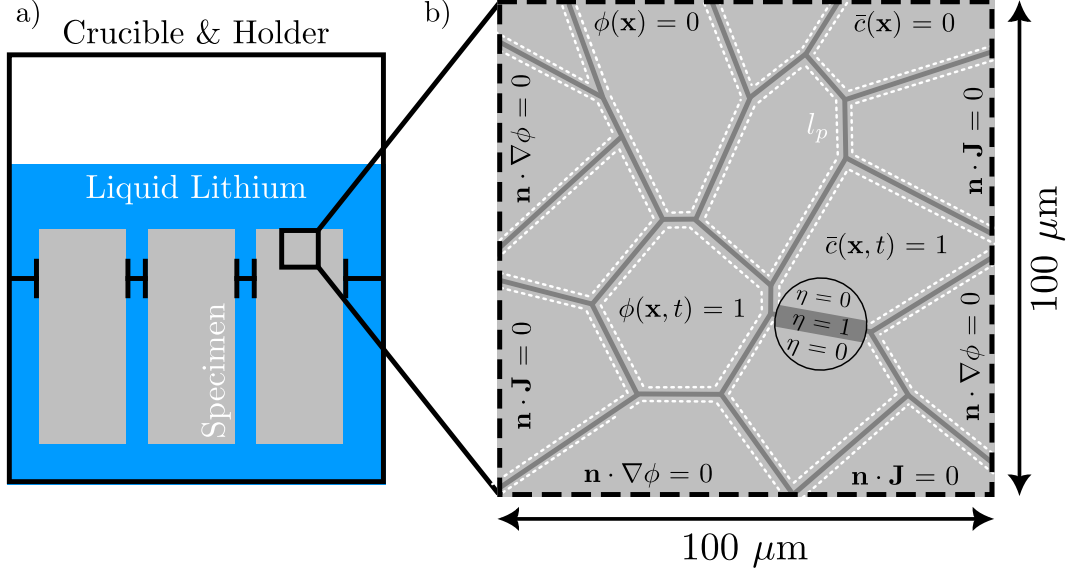 a)
Crucible & Holder
Liquid Lithium
Specimen
b)
ϕ(x) = 0
c̄(x) = 0
n · ∇ϕ = 0
n · J = 0
l_p
c̄(x, t) = 1
ϕ(x, t) = 1
η = 0
η = 1
η = 0
n · J = 0
n · ∇ϕ = 0
n · ∇ϕ = 0
n · J = 0
100 μm
100 μm